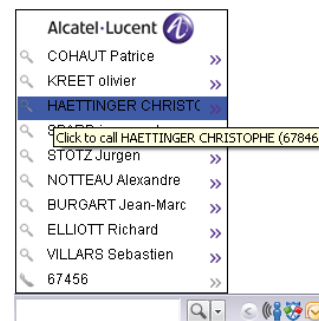 Alcatel·Lucent
COHAUT Patrice
KREET olivier
HAETTINGER CHRISTO
Click to call HAETTINGER CHRISTOPHE (67846
STOTZ Jurgen
NOTTEAU Alexandre
BURGART Jean-Marc
ELLIOTT Richard
VILLARS Sebastien
67456